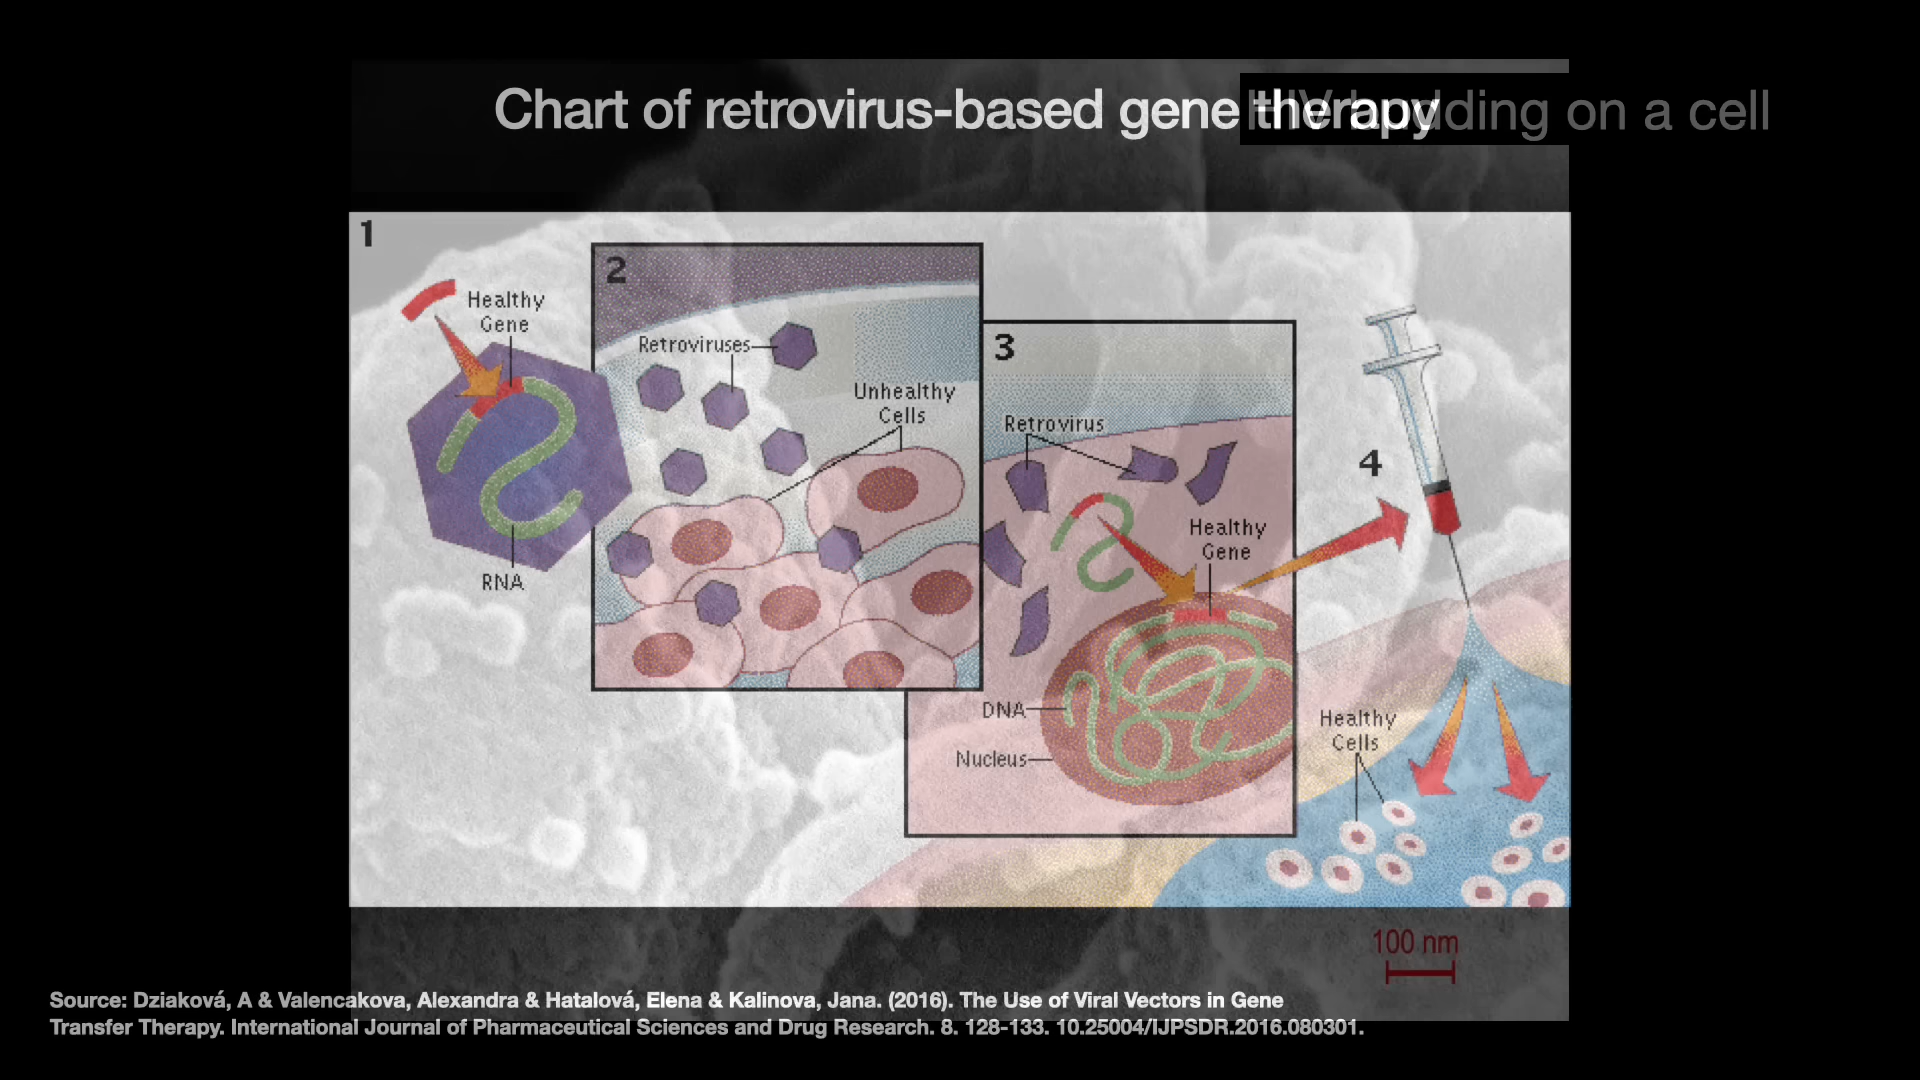 Chart of retrovirus-based gene therapy
HIV budding on a cell
1
Healthy
Gene
RNA
2
Retroviruses
Unhealthy
Cells
3
Retrovirus
Healthy
Gene
DNA
Nucleus
4
Healthy
Cells
100 nm
Source: Dziaková, A & Valencakova, Alexandra & Hatalová, Elena & Kalinova, Jana. (2016). The Use of Viral Vectors in Gene
Transfer Therapy. International Journal of Pharmaceutical Sciences and Drug Research. 8. 128-133. 10.25004/IJPSDR.2016.080301.